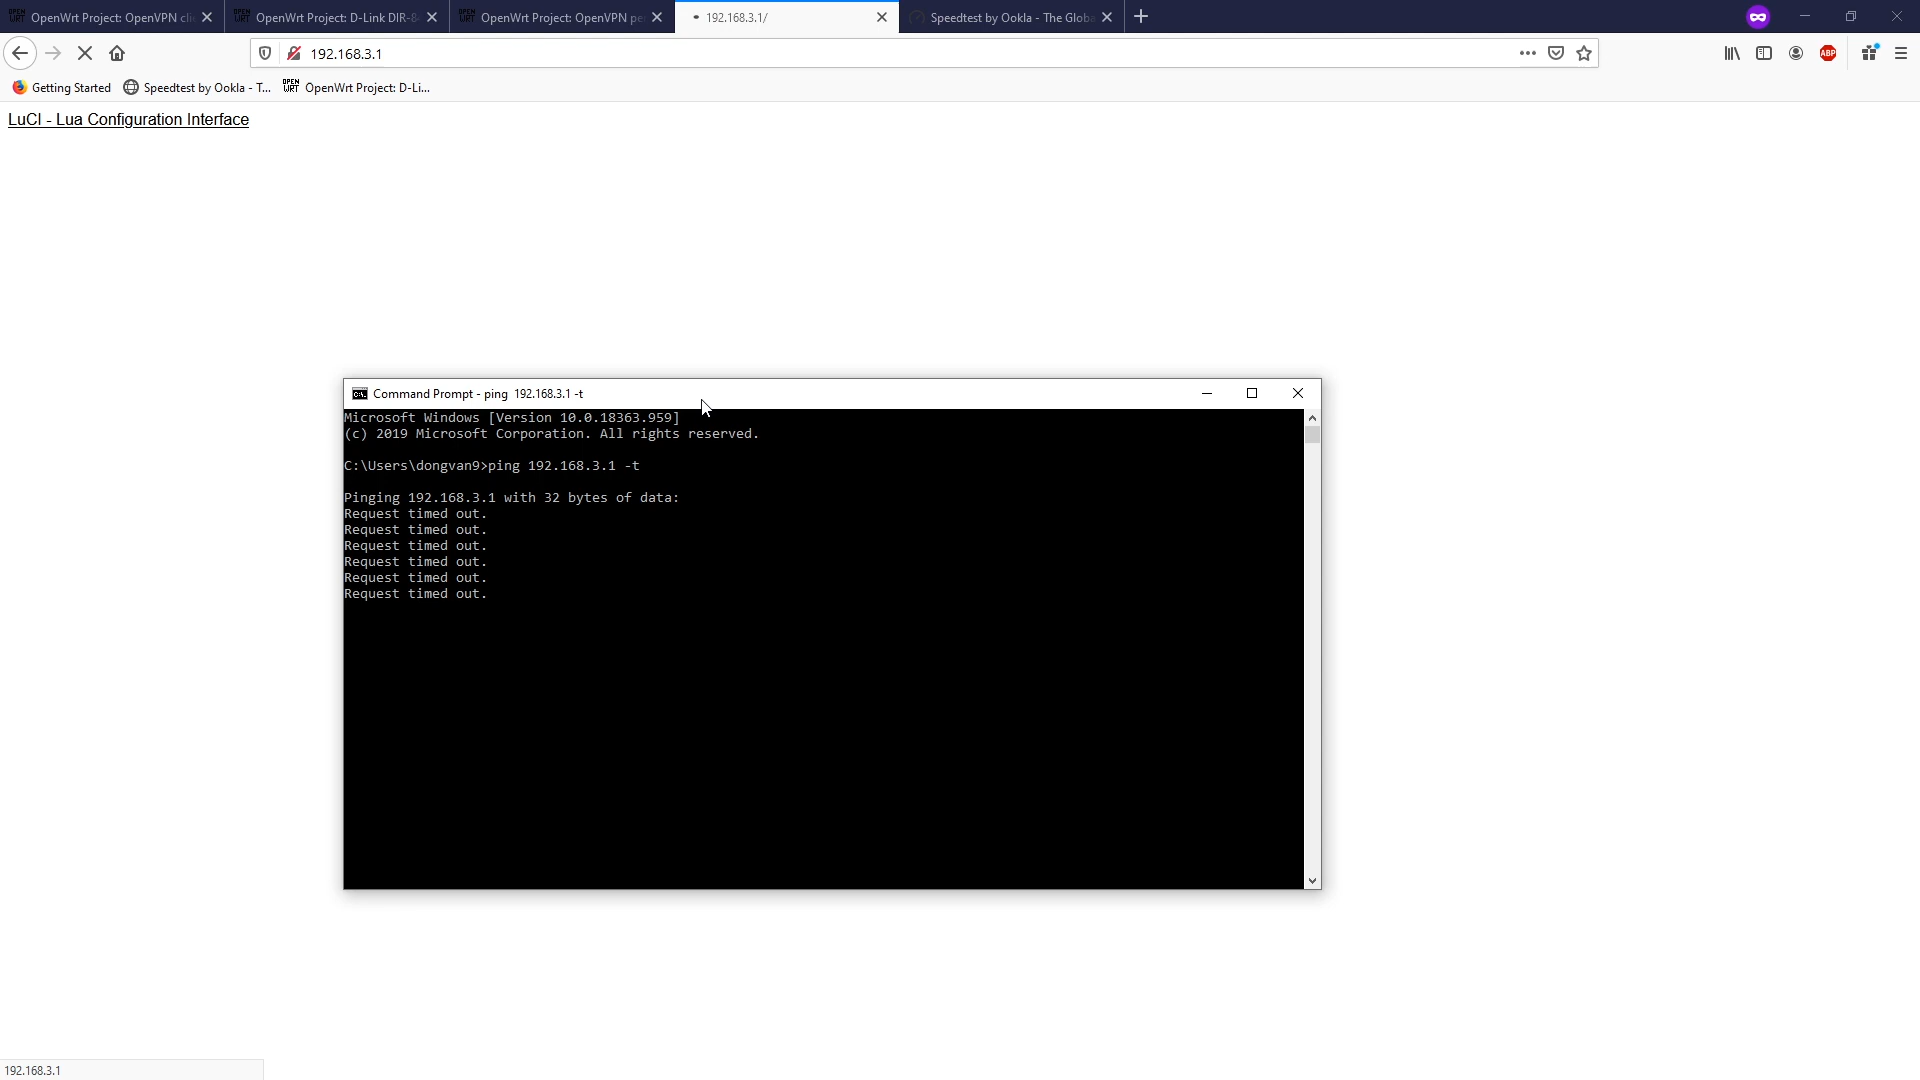 OpenWrt Project: OpenVPN cli
OpenWrt Project: D-Link DIR-8
OpenWrt Project: OpenVPN pe
192.168.3.1/
Speedtest by Ookla - The Globa
192.168.3.1
ABP
Getting Started
Speedtest by Ookla - T...
OPEN WRT
OpenWrt Project: D-Li...
LuCI - Lua Configuration Interface
Command Prompt - ping 192.168.3.1 -t
Microsoft Windows [Version 10.0.18363.959]
(c) 2019 Microsoft Corporation. All rights reserved.
C:\Users\dongvan9>ping 192.168.3.1 -t
Pinging 192.168.3.1 with 32 bytes of data:
Request timed out.
Request timed out.
Request timed out.
Request timed out.
Request timed out.
Request timed out.
192.168.3.1